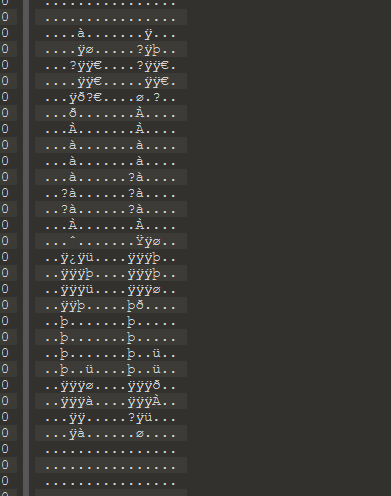 0 ................
0 ................
0 ....à.......ÿ...
0 ....ÿø.....?ÿþ..
0 ...?ÿÿ€....?ÿÿ€.
0 ....ÿÿ€.....ÿÿ€.
0 ...ÿð?€....ø.?..
0 ...ð.......À....
0 ...À.......À....
0 ...à.......à....
0 ...à.......à....
0 ...à......?à....
0 ..?à......?à....
0 ..?à......?à....
0 ...À.......À....
0 ...ˆ.......Ÿÿø..
0 ..ÿ¿ÿü....ÿÿÿþ..
0 ..ÿÿÿþ....ÿÿÿþ..
0 ..ÿÿÿü....ÿÿÿø..
0 ..ÿÿþ.....þð....
0 ..þ.......þ.....
0 ..þ.......þ.....
0 ..þ.......þ..ü..
0 ..þ..ü....þ..ü..
0 ..ÿÿÿø....ÿÿÿð..
0 ..ÿÿÿà....ÿÿÿÀ..
0 ...ÿÿ.....?ÿü...
0 ...ÿà......ø....
0 ................
0 ................
0 ................